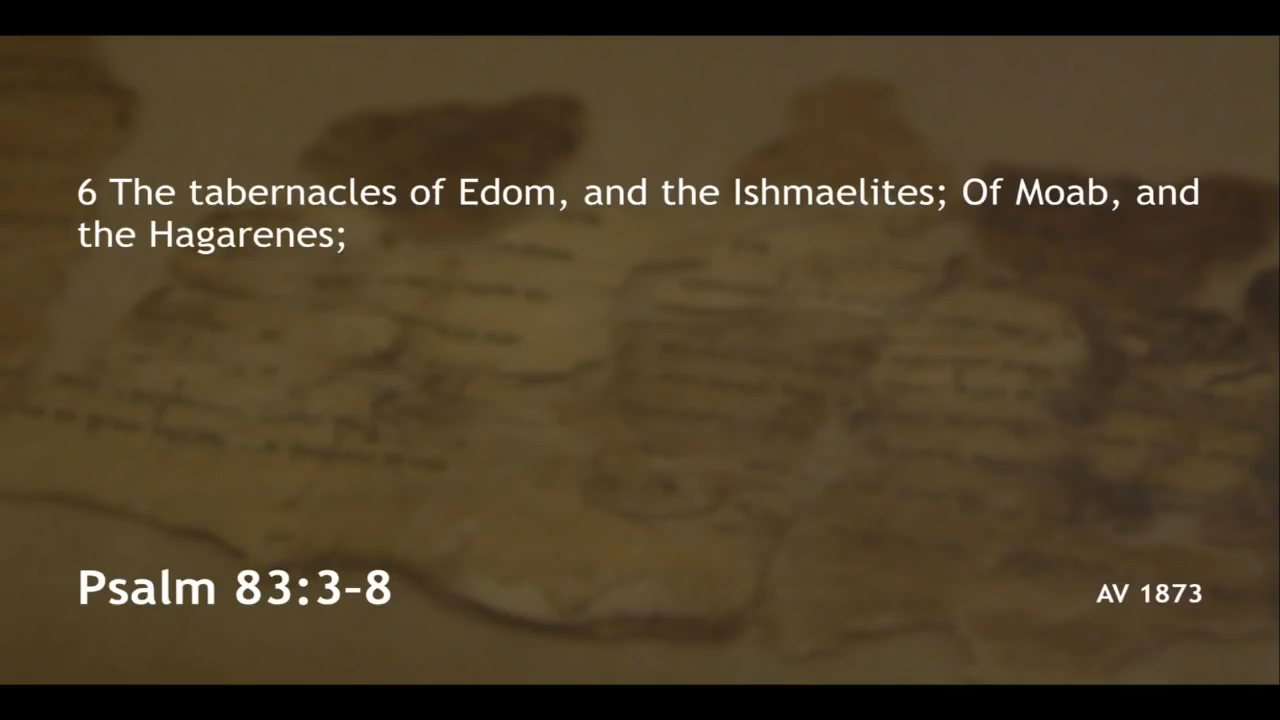 6 The tabernacles of Edom, and the Ishmaelites; Of Moab, and
the Hagarenes;
Psalm 83:3-8
AV 1873